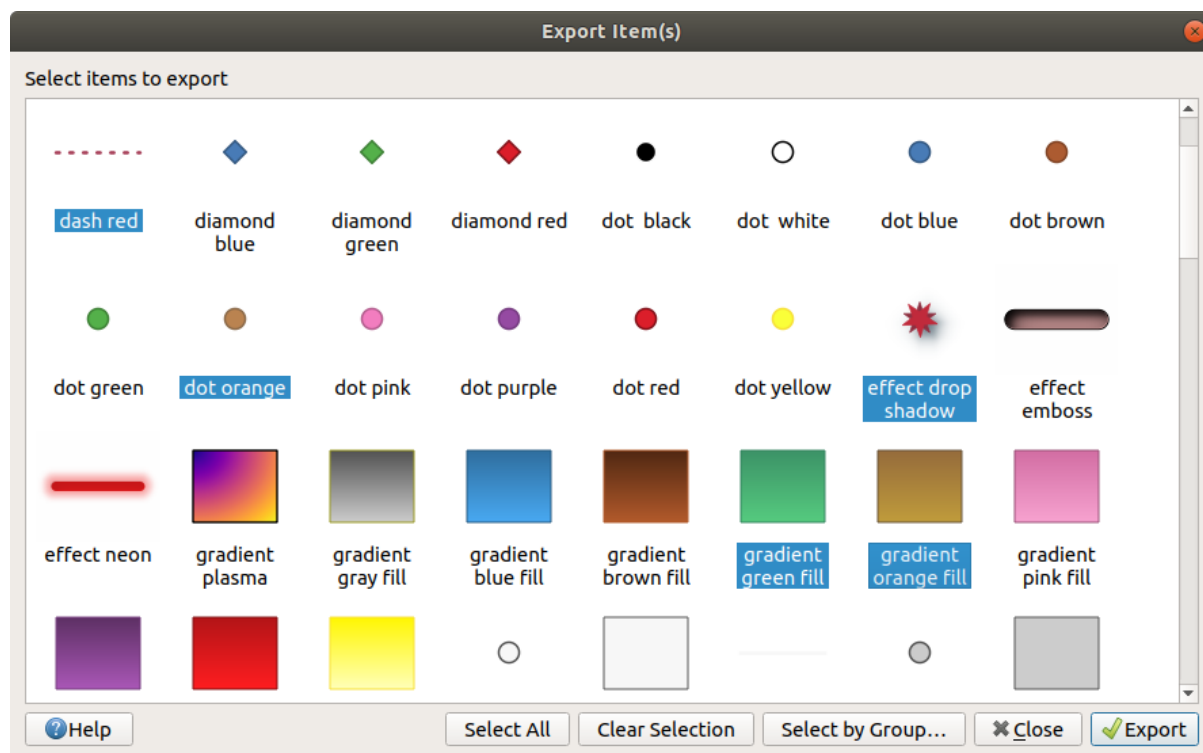 Export Item(s)
Select items to export
dash red
diamond blue
diamond green
diamond red
dot  black
dot  white
dot blue
dot brown
dot green
dot orange
dot pink
dot purple
dot red
dot yellow
effect drop shadow
effect emboss
effect neon
gradient plasma
gradient gray fill
gradient blue fill
gradient brown fill
gradient green fill
gradient orange fill
gradient pink fill
Help
Select All
Clear Selection
Select by Group...
Close
Export